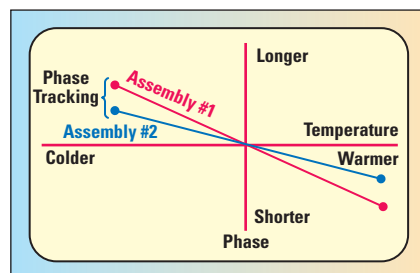 Longer
Phase
Tracking
Assembly #1
Assembly #2
Temperature
Colder
Warmer
Shorter
Phase